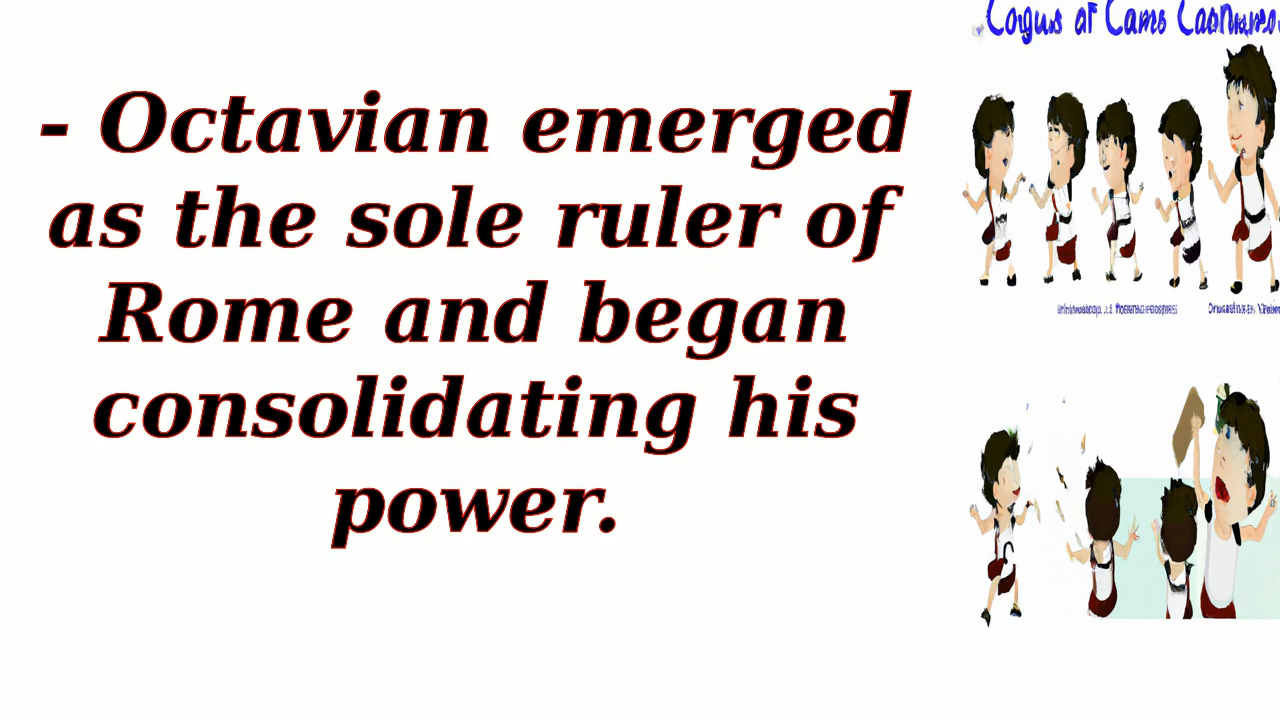 - Octavian emerged
as the sole ruler of
Rome and began
consolidating his
power.